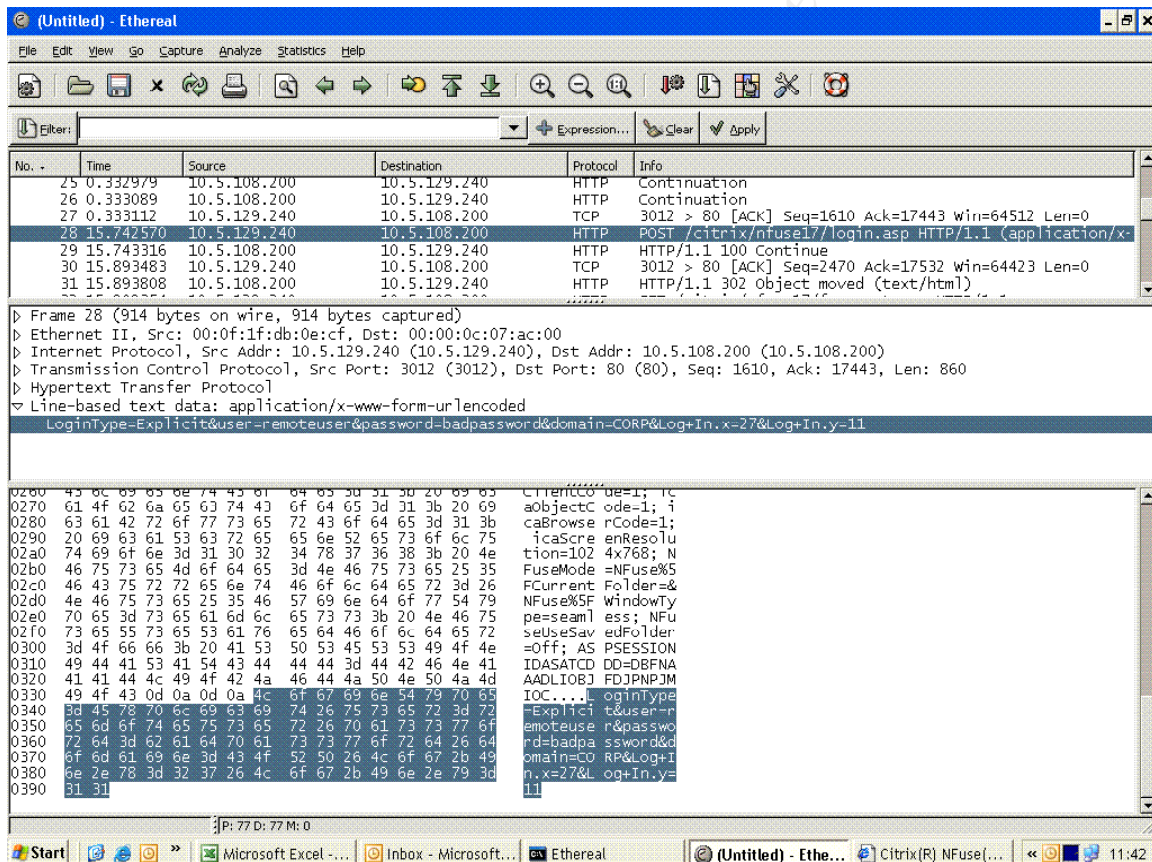 (Untitled) - Ethereal
File Edit View Go Capture Analyze Statistics Help
Filter: Expression... Clear Apply
No. - Time Source Destination Protocol Info
25 0.332979 10.5.108.200 10.5.129.240 HTTP Continuation
26 0.333089 10.5.108.200 10.5.129.240 HTTP Continuation
27 0.333112 10.5.129.240 10.5.108.200 TCP 3012 > 80 [ACK] Seq=1610 Ack=17443 Win=64512 Len=0
28 15.742570 10.5.129.240 10.5.108.200 HTTP POST /citrix/nfuse17/login.asp HTTP/1.1 (application/x-
29 15.743316 10.5.108.200 10.5.129.240 HTTP HTTP/1.1 100 Continue
30 15.893483 10.5.129.240 10.5.108.200 TCP 3012 > 80 [ACK] Seq=2470 Ack=17532 Win=64423 Len=0
31 15.893808 10.5.108.200 10.5.129.240 HTTP HTTP/1.1 302 Object moved (text/html)
Frame 28 (914 bytes on wire, 914 bytes captured)
Ethernet II, Src: 00:0f:1f:db:0e:cf, Dst: 00:00:0c:07:ac:00
Internet Protocol, Src Addr: 10.5.129.240 (10.5.129.240), Dst Addr: 10.5.108.200 (10.5.108.200)
Transmission Control Protocol, Src Port: 3012 (3012), Dst Port: 80 (80), Seq: 1610, Ack: 17443, Len: 860
Hypertext Transfer Protocol
Line-based text data: application/x-www-form-urlencoded
LoginType=Explicit&user=remoteuser&password=badpassword&domain=CORP&Log+In.x=27&Log+In.y=11
0260 43 6c 69 65 6e 74 43 6f 64 65 3d 31 3b 20 69 63 ClientCo de=1; ic
0270 61 4f 62 6a 65 63 74 43 6f 64 65 3d 31 3b 20 69 aObjectC ode=1; i
0280 63 61 42 72 6f 77 73 65 72 43 6f 64 65 3d 31 3b caBrowse rCode=1;
0290 20 69 63 61 53 63 72 65 65 6e 52 65 73 6f 6c 75 icaScre enResolu
02a0 74 69 6f 6e 3d 31 30 32 34 78 37 36 38 3b 20 4e tion=102 4x768; N
02b0 46 75 73 65 4d 6f 64 65 3d 4e 46 75 73 65 25 35 FuseMode =NFuse%5
02c0 46 43 75 72 72 65 6e 74 46 6f 6c 64 65 72 3d 26 FCurrent Folder=&
02d0 4e 46 75 73 65 25 35 46 57 69 6e 64 6f 77 54 79 NFuse%5F WindowTy
02e0 70 65 3d 73 65 61 6d 6c 65 73 73 3b 20 4e 46 75 pe=seaml ess; NFu
02f0 73 65 55 73 65 53 61 76 65 64 46 6f 6c 64 65 72 seUseSav edFolder
0300 3d 4f 66 66 3b 20 41 53 50 53 45 53 53 49 4f 4e =Off; AS PSESSION
0310 49 44 41 53 41 54 43 44 44 44 3d 44 42 46 4e 41 IDASATCD DD=DBFNA
0320 41 41 44 4c 49 4f 42 4a 46 44 4a 50 4e 50 4a 4d AADLIOBJ FDJPNPJM
0330 49 4f 43 0d 0a 0d 0a 4c 6f 67 69 6e 54 79 70 65 IOC....L oginType
0340 3d 45 78 70 6c 69 63 69 74 26 75 73 65 72 3d 72 =Explici t&user=r
0350 65 6d 6f 74 65 75 73 65 72 26 70 61 73 73 77 6f emoteuse r&passwo
0360 72 64 3d 62 61 64 70 61 73 73 77 6f 72 64 26 64 rd=badpa ssword&d
0370 6f 6d 61 69 6e 3d 43 4f 52 50 26 4c 6f 67 2b 49 omain=CO RP&Log+I
0380 6e 2e 78 3d 32 37 26 4c 6f 67 2b 49 6e 2e 79 3d n.x=27&L og+In.y=
0390 31 31 11
P: 77 D: 77 M: 0
Start » Microsoft Excel -... Inbox - Microsoft... Ethereal (Untitled) - Ethe... Citrix(R) NFuse(... « 11:42